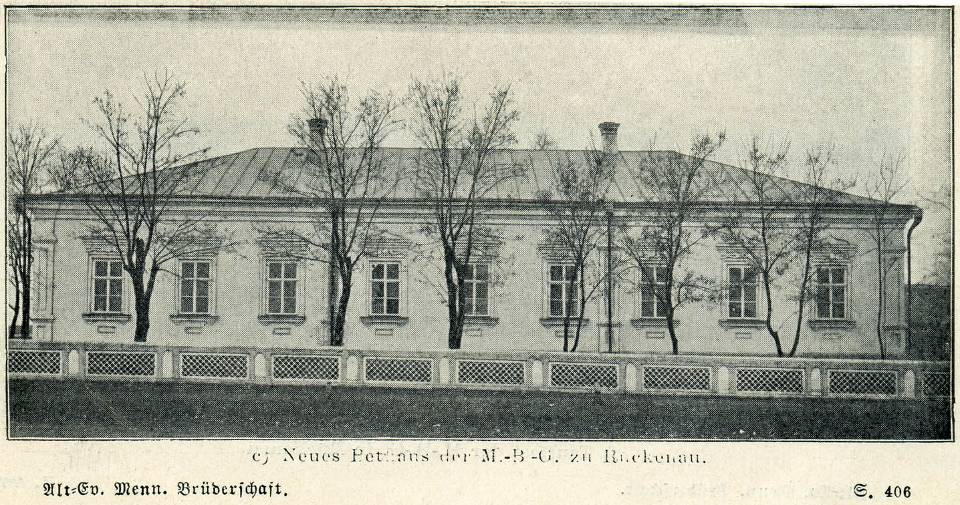 c) Neues Bethaus der M.-B.-G. zu Rückenau.
Alt-Ev. Menn. Brüderschaft. S. 406